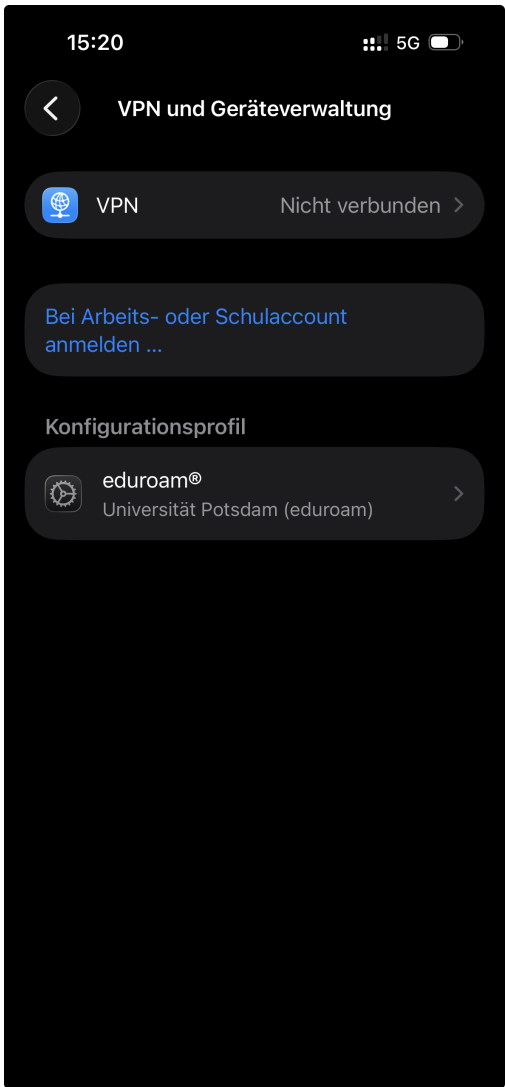 15:20
5G
VPN und Geräteverwaltung
VPN
Nicht verbunden
Bei Arbeits- oder Schulaccount
anmelden ...
Konfigurationsprofil
eduroam®
Universität Potsdam (eduroam)